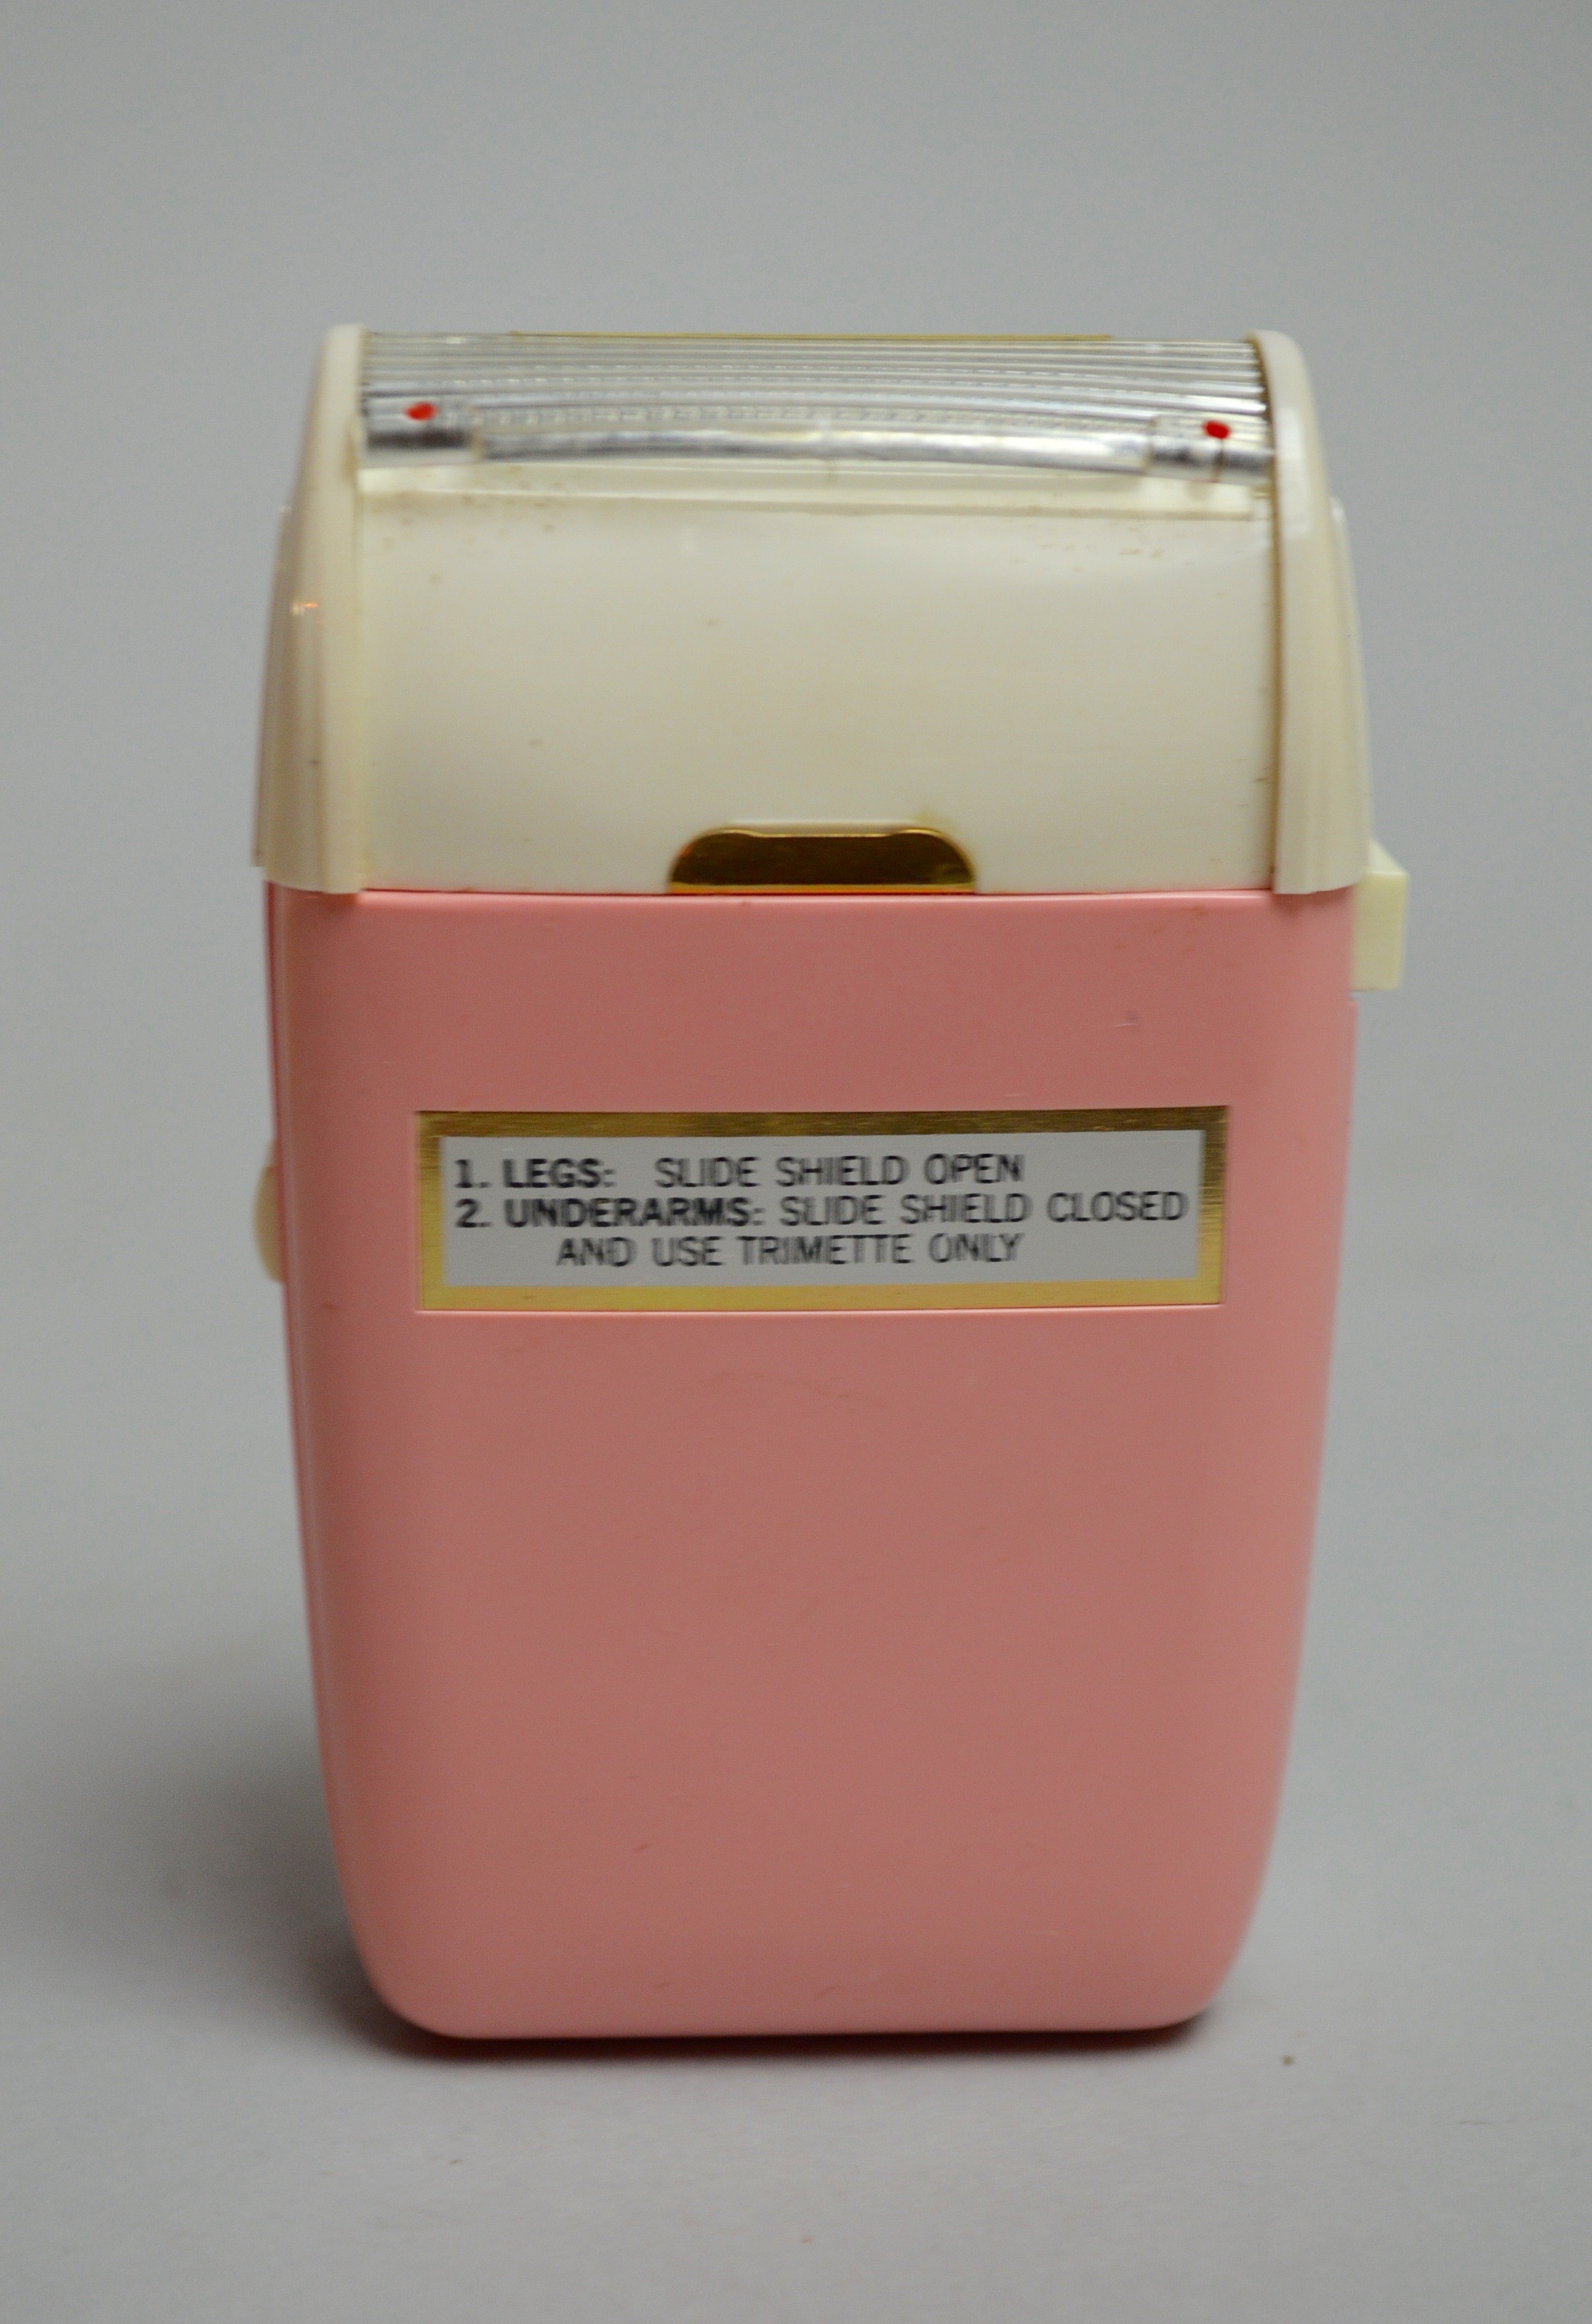 1. LEGS: SLIDE SHIELD OPEN
2. UNDERARMS: SLIDE SHIELD CLOSED
AND USE TRIMETTE ONLY